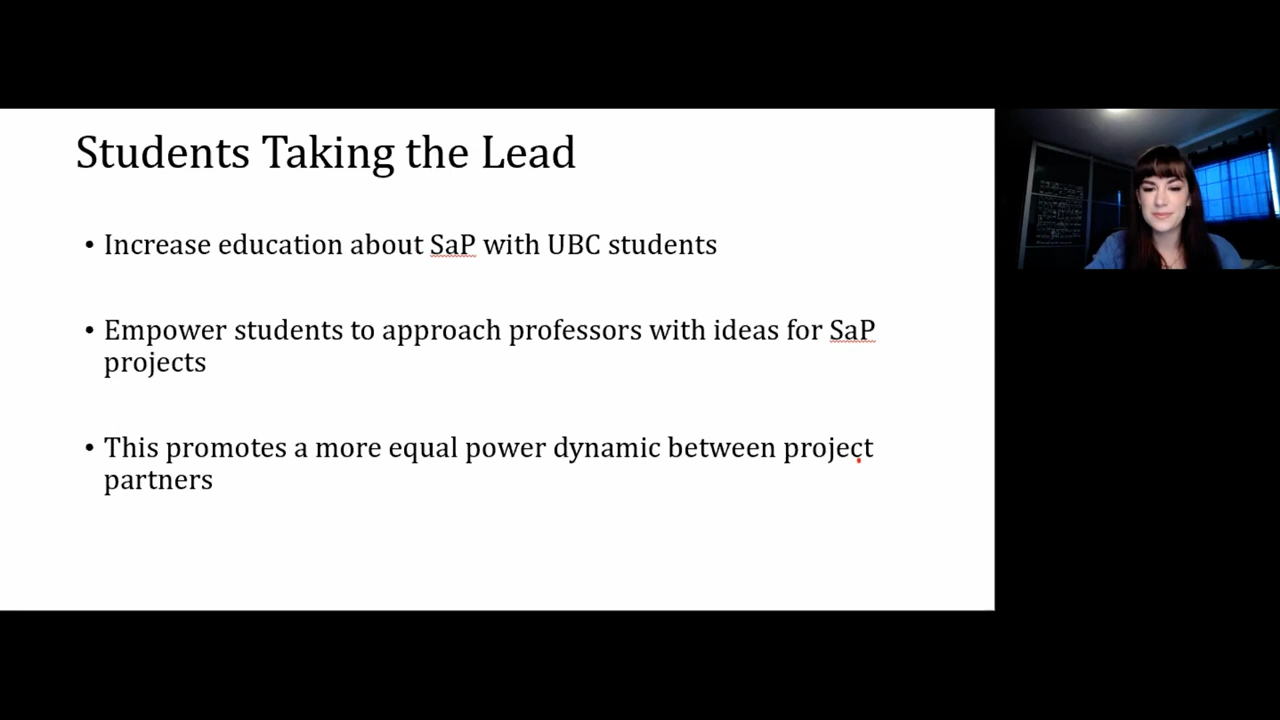 Students Taking the Lead
• Increase education about SaP with UBC students
• Empower students to approach professors with ideas for SaP
projects
• This promotes a more equal power dynamic between project
partners